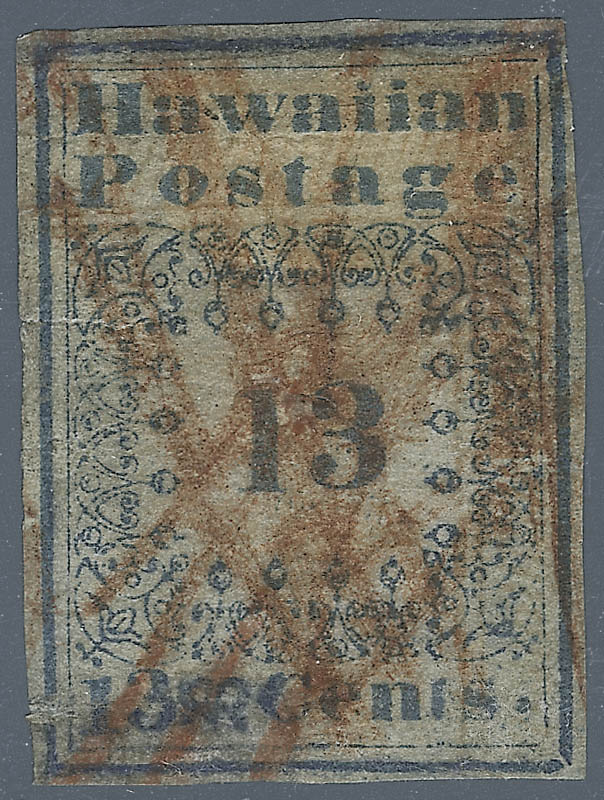 Hawaiian
Postage
13
13 Cents.